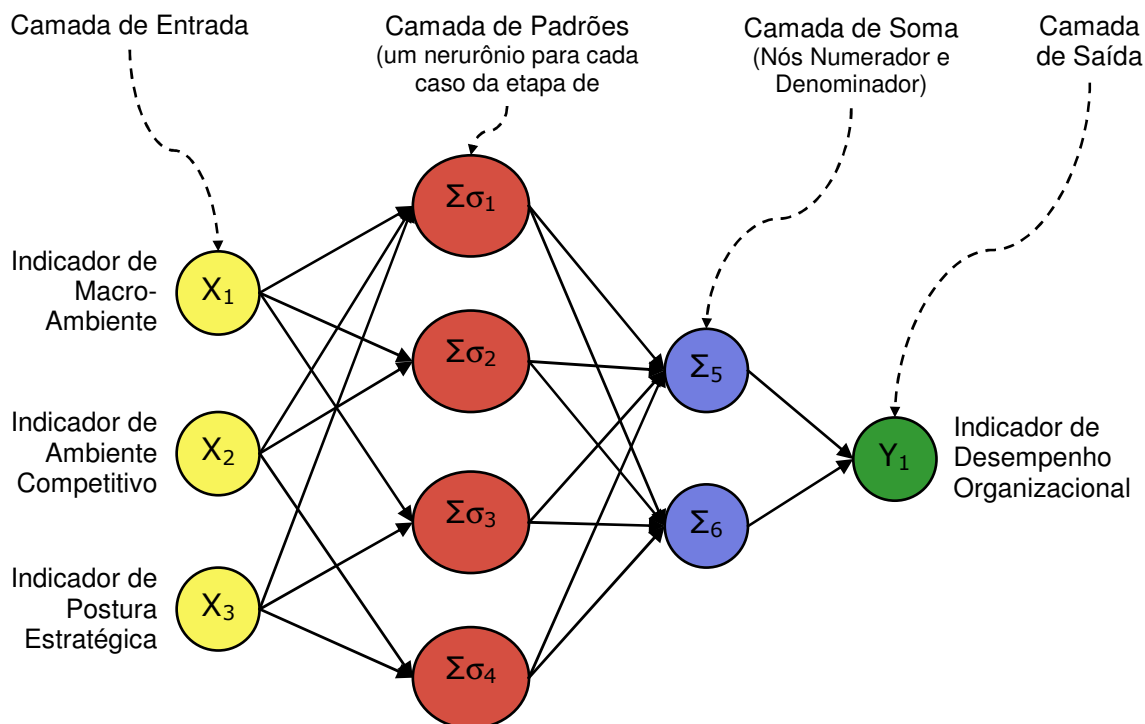 Camada de Entrada
Camada de Padrões
(um nerurônio para cada
caso da etapa de
Camada de Soma
(Nós Numerador e
Denominador)
Camada
de Saída
Indicador de
Macro-
Ambiente
X₁
Indicador de
Ambiente
Competitivo
X₂
Indicador de
Postura
Estratégica
X₃
Σσ₁
Σσ₂
Σσ₃
Σσ₄
Σ₅
Σ₆
Y₁
Indicador de
Desempenho
Organizacional